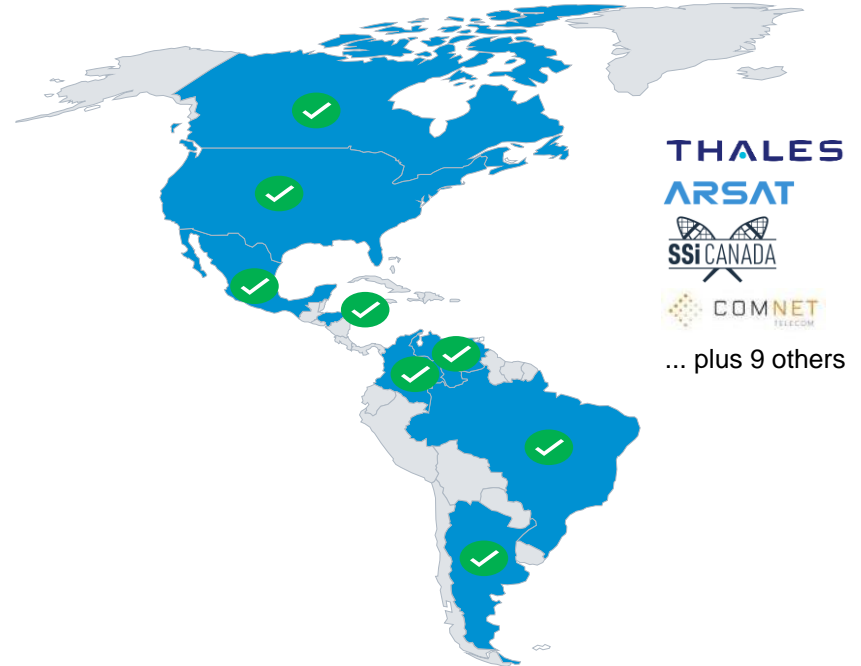 THALES
ARSAT
SSi CANADA
COMNET
TELECOM
... plus 9 others